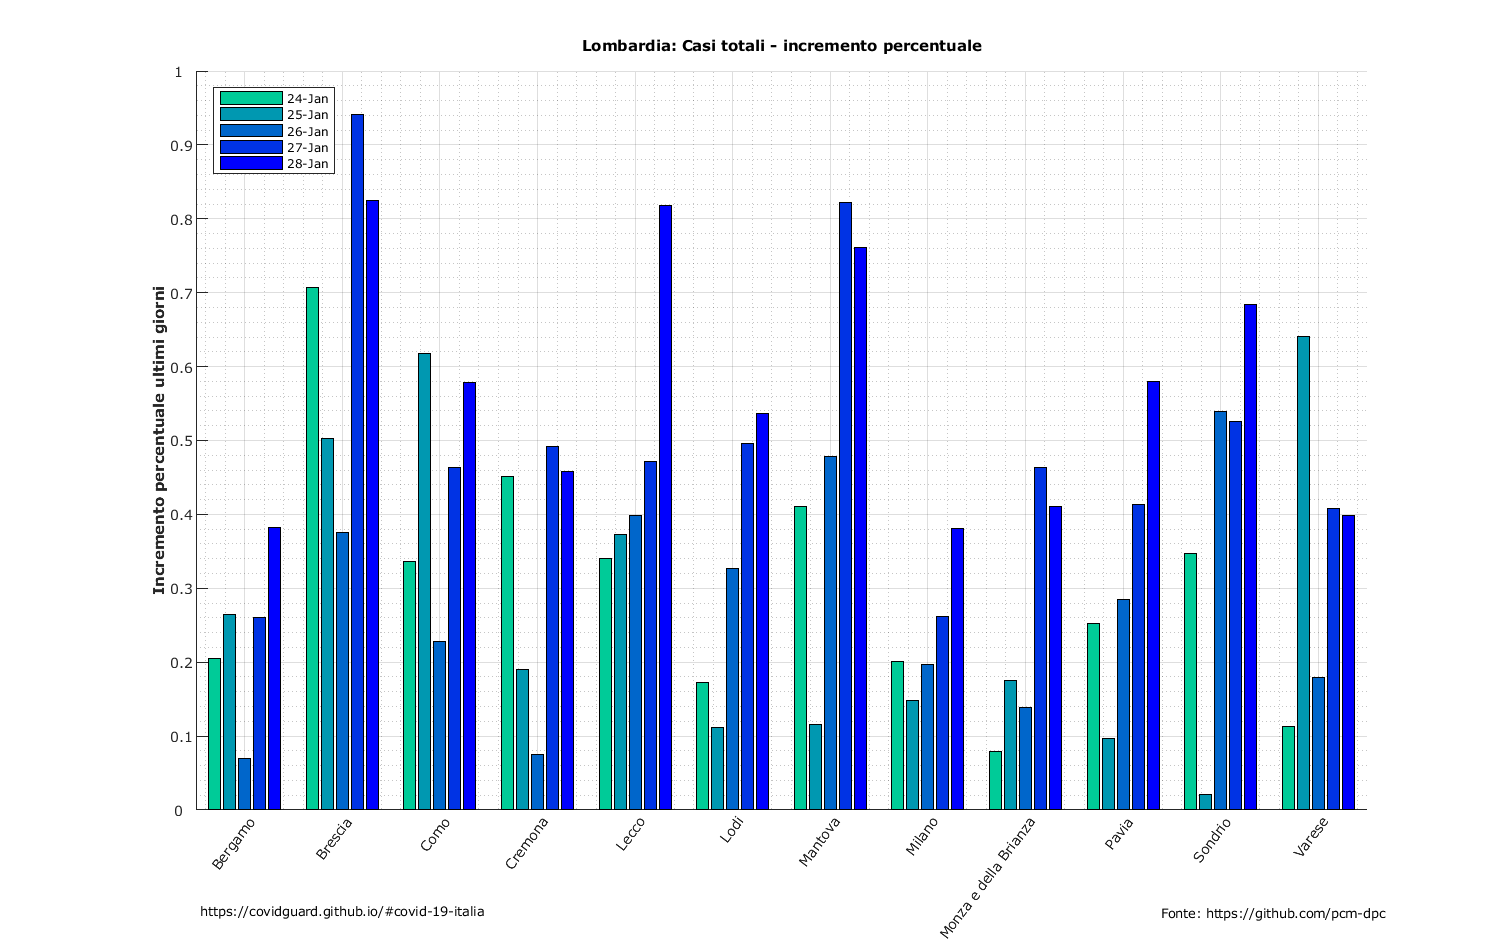 Lombardia: Casi totali - incremento percentuale
Incremento percentuale ultimi giorni
1
0.9
0.8
0.7
0.6
0.5
0.4
0.3
0.2
0.1
0
24-Jan
25-Jan
26-Jan
27-Jan
28-Jan
Bergamo
Brescia
Como
Cremona
Lecco
Lodi
Mantova
Milano
Monza e della Brianza
Pavia
Sondrio
Varese
https://covidguard.github.io/#covid-19-italia
Fonte: https://github.com/pcm-dpc